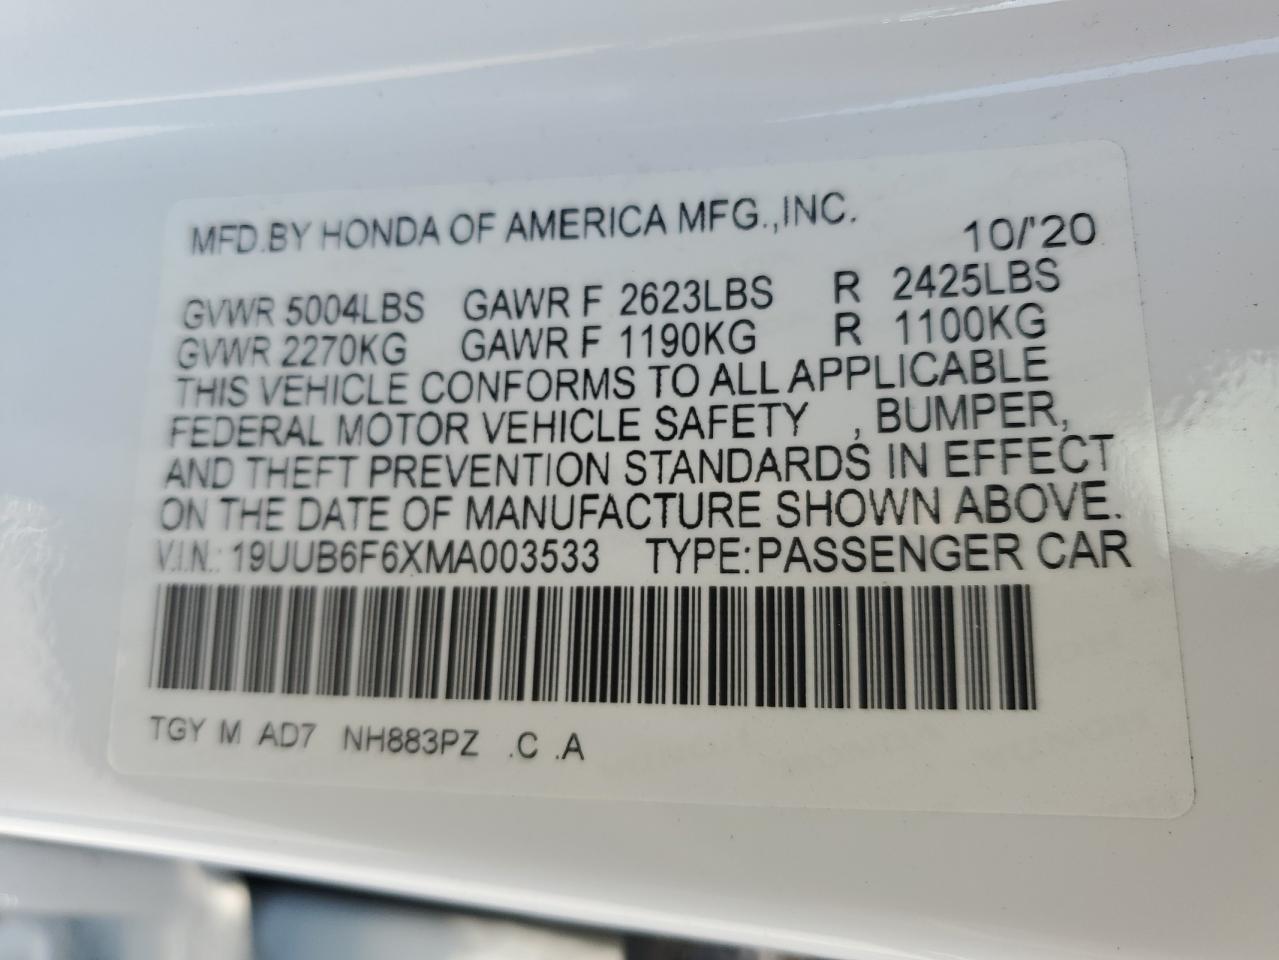 MFD.BY HONDA OF AMERICA MFG.,INC. 10/'20
GVWR 5004LBS GAWR F 2623LBS R 2425LBS
GVWR 2270KG GAWR F 1190KG R 1100KG
THIS VEHICLE CONFORMS TO ALL APPLICABLE
FEDERAL MOTOR VEHICLE SAFETY , BUMPER,
AND THEFT PREVENTION STANDARDS IN EFFECT
ON THE DATE OF MANUFACTURE SHOWN ABOVE.
V.I.N.: 19UUB6F6XMA003533 TYPE:PASSENGER CAR
TGY M AD7 NH883PZ .C .A